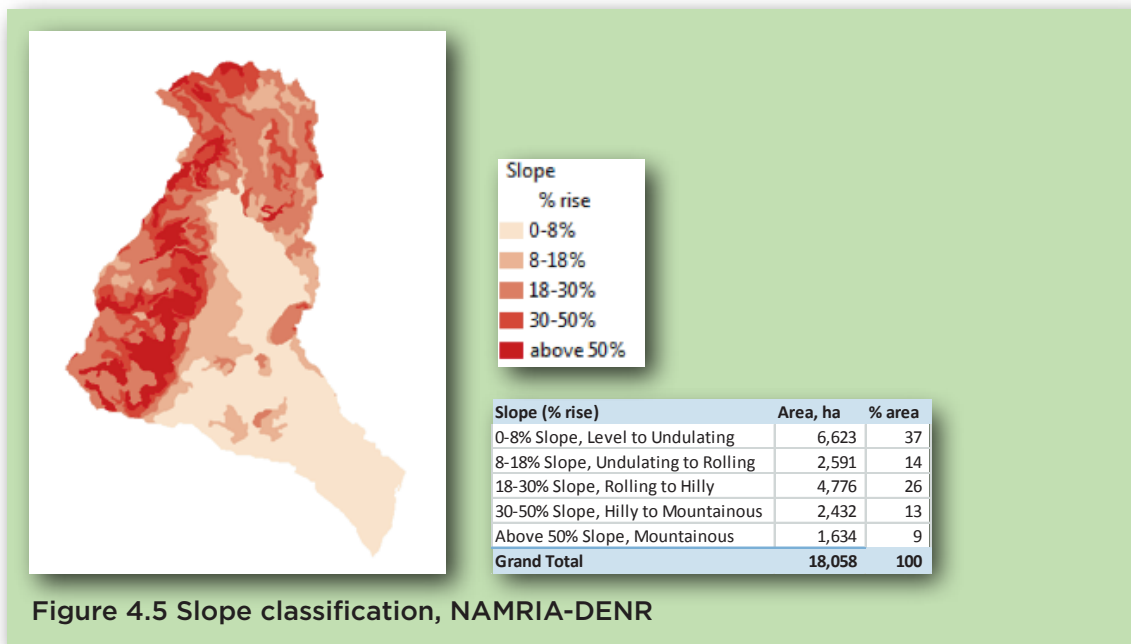 Slope
% rise
0-8%
8-18%
18-30%
30-50%
above 50%
Slope (% rise) Area, ha % area
0-8% Slope, Level to Undulating 6,623 37
8-18% Slope, Undulating to Rolling 2,591 14
18-30% Slope, Rolling to Hilly 4,776 26
30-50% Slope, Hilly to Mountainous 2,432 13
Above 50% Slope, Mountainous 1,634 9
Grand Total 18,058 100
Figure 4.5 Slope classification, NAMRIA-DENR